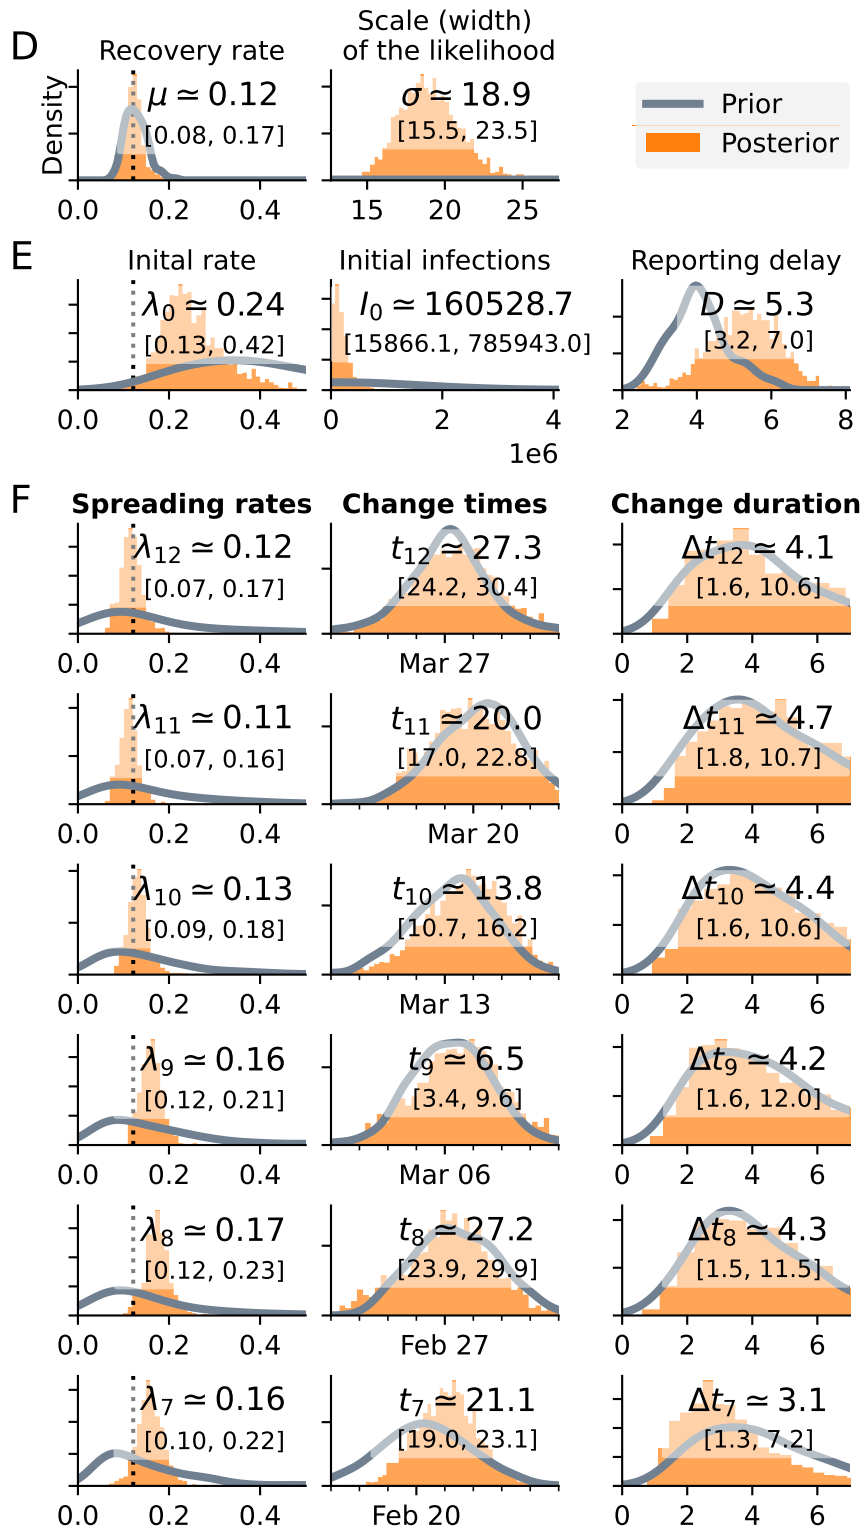 D
Recovery rate
Scale (width)
of the likelihood
Density
μ ≃ 0.12
[0.08, 0.17]
0.0 0.2 0.4
σ ≃ 18.9
[15.5, 23.5]
15 20 25
Prior
Posterior
E
Inital rate
λ0 ≃ 0.24
[0.13, 0.42]
0.0 0.2 0.4
Initial infections
I0 ≃ 160528.7
[15866.1, 785943.0]
0 2 4
1e6
Reporting delay
D ≃ 5.3
[3.2, 7.0]
2 4 6 8
F
Spreading rates
Change times
Change duration
λ12 ≃ 0.12
[0.07, 0.17]
0.0 0.2 0.4
t12 ≃ 27.3
[24.2, 30.4]
Mar 27
Δt12 ≃ 4.1
[1.6, 10.6]
0 2 4 6
λ11 ≃ 0.11
[0.07, 0.16]
0.0 0.2 0.4
t11 ≃ 20.0
[17.0, 22.8]
Mar 20
Δt11 ≃ 4.7
[1.8, 10.7]
0 2 4 6
λ10 ≃ 0.13
[0.09, 0.18]
0.0 0.2 0.4
t10 ≃ 13.8
[10.7, 16.2]
Mar 13
Δt10 ≃ 4.4
[1.6, 10.6]
0 2 4 6
λ9 ≃ 0.16
[0.12, 0.21]
0.0 0.2 0.4
t9 ≃ 6.5
[3.4, 9.6]
Mar 06
Δt9 ≃ 4.2
[1.6, 12.0]
0 2 4 6
λ8 ≃ 0.17
[0.12, 0.23]
0.0 0.2 0.4
t8 ≃ 27.2
[23.9, 29.9]
Feb 27
Δt8 ≃ 4.3
[1.5, 11.5]
0 2 4 6
λ7 ≃ 0.16
[0.10, 0.22]
0.0 0.2 0.4
t7 ≃ 21.1
[19.0, 23.1]
Feb 20
Δt7 ≃ 3.1
[1.3, 7.2]
0 2 4 6